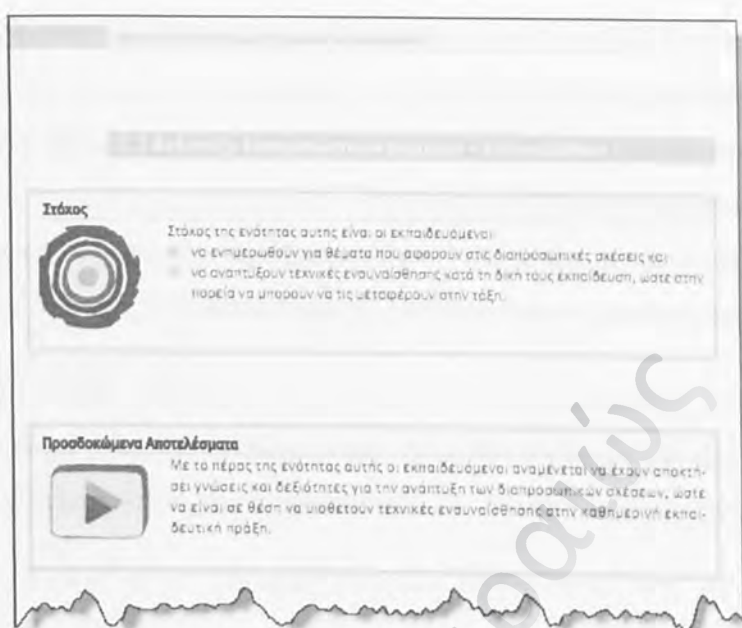 Στόχος
Στόχος της ενότητας αυτής είναι οι εκπαιδευόμενοι
να ενημερωθούν για θέματα που αφορούν στις διαπροσωπικές σχέσεις και
να αναπτύξουν τεχνικές ενσυναίσθησης κατά τη δική τους εκπαίδευση, ώστε στην
πορεία να μπορούν να τις μεταφέρουν στην τάξη.
Προσδοκώμενα Αποτελέσματα
Με το πέρας της ενότητας αυτής οι εκπαιδευόμενοι αναμένεται να έχουν αποκτή-
σει γνώσεις και δεξιότητες για την ανάπτυξη των διαπροσωπικών σχέσεων, ώστε
να είναι σε θέση να υιοθετούν τεχνικές ενσυναίσθησης στην καθημερινή εκπαι-
δευτική πράξη.